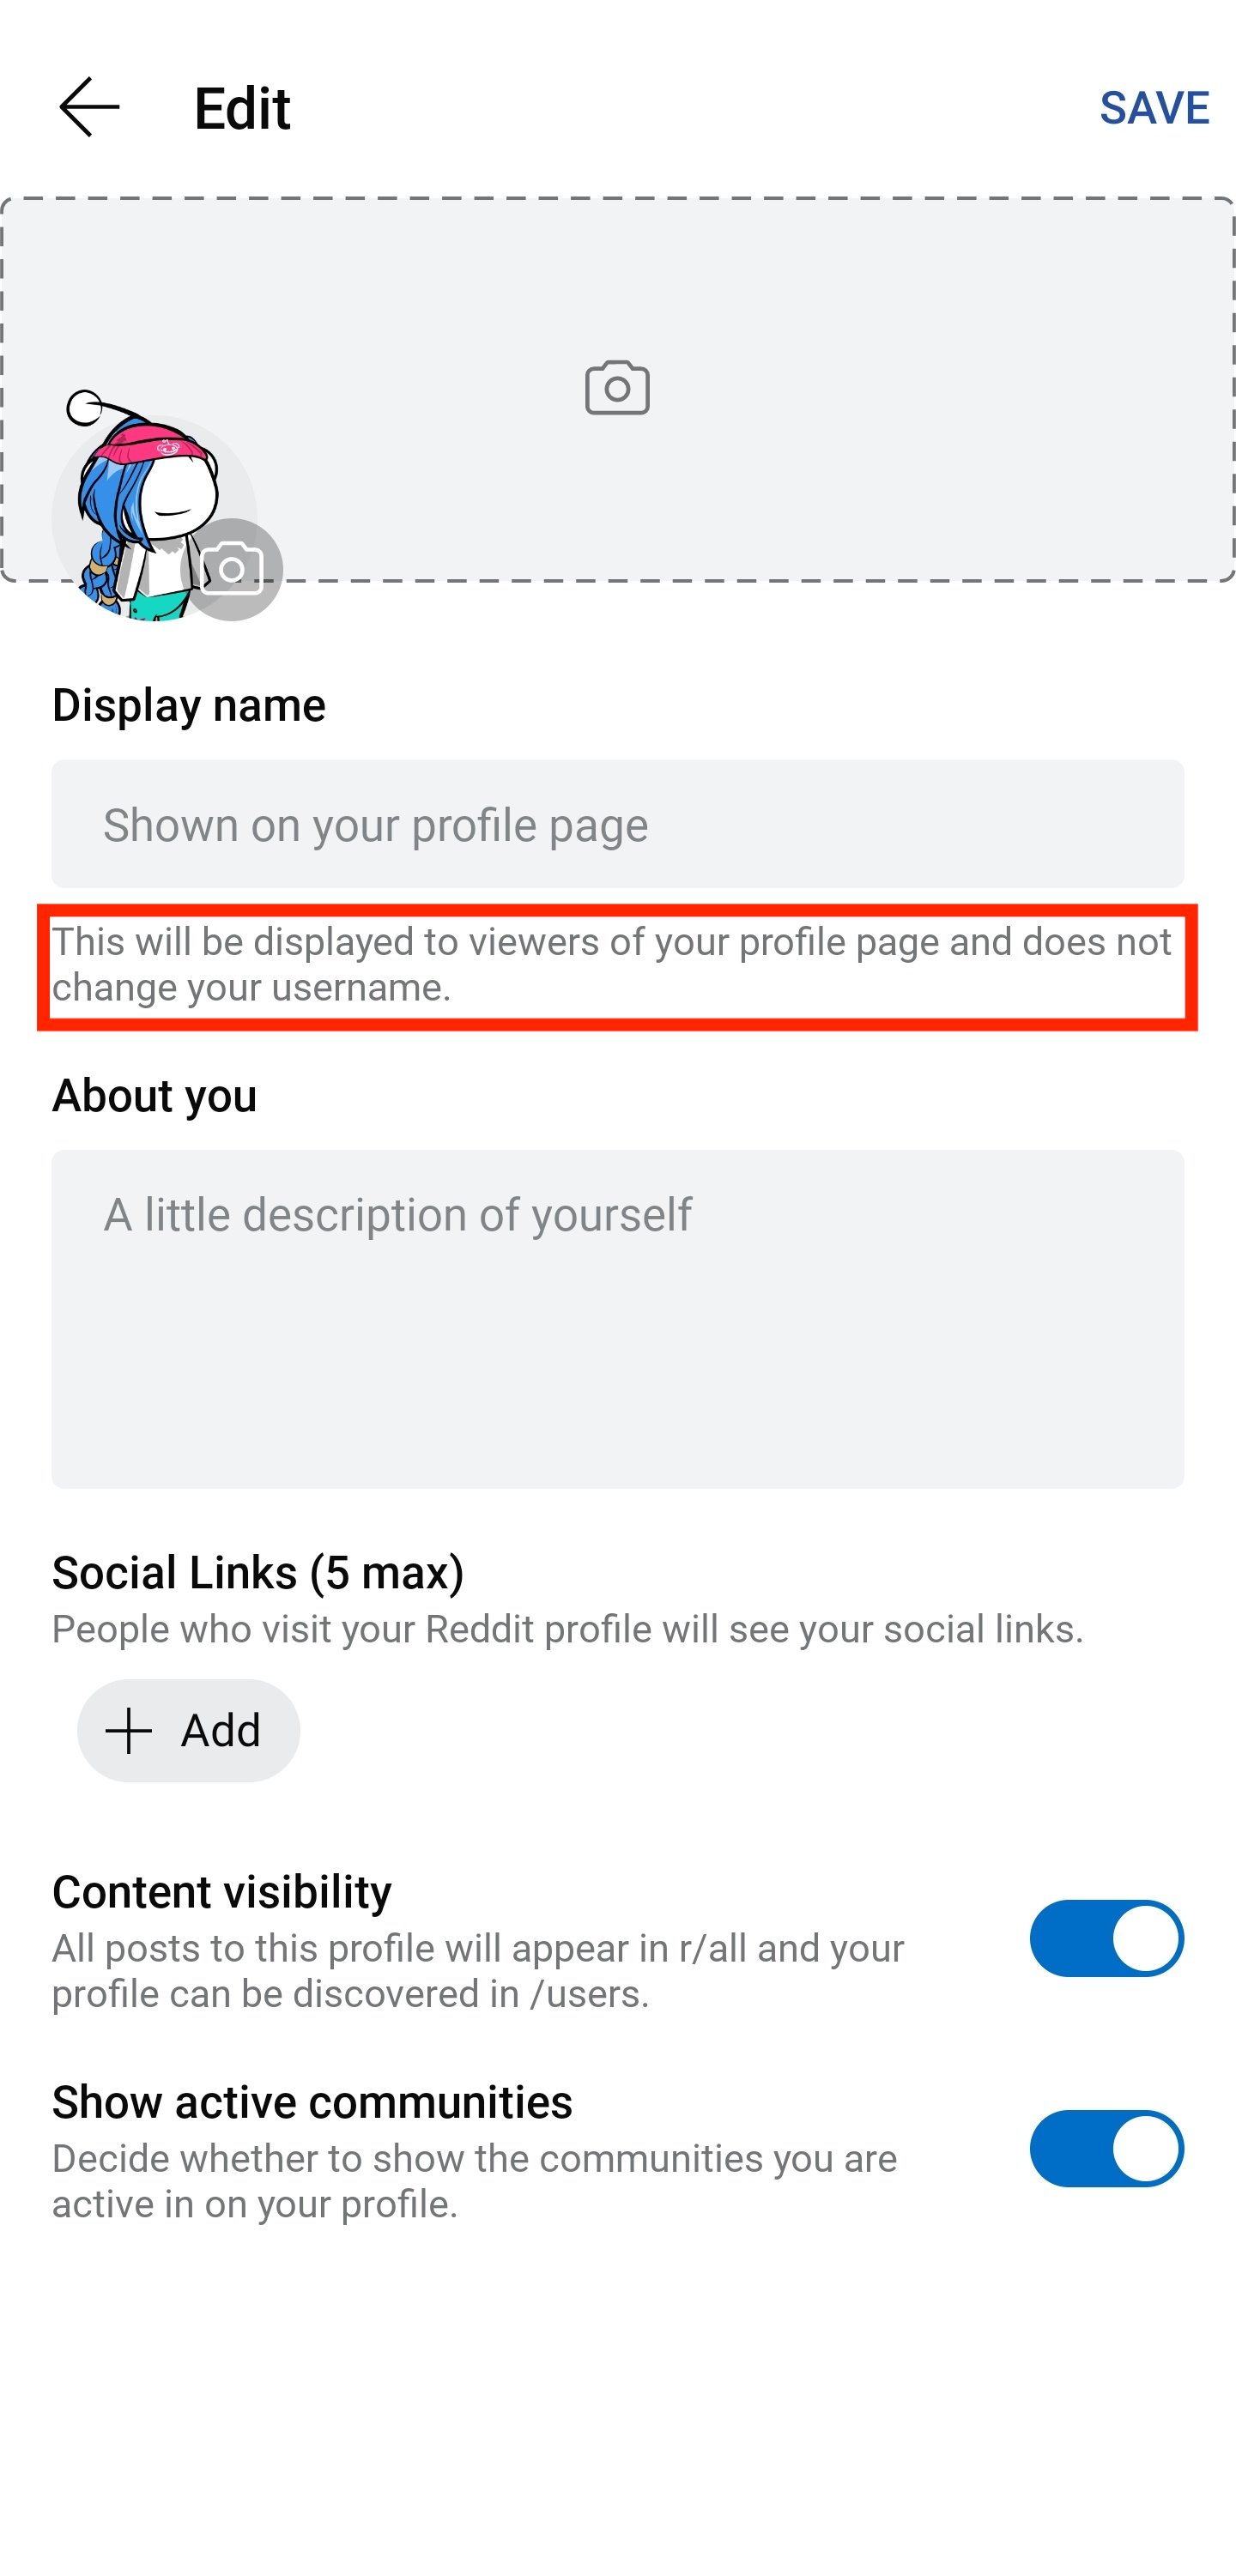 Edit
SAVE
Display name
Shown on your profile page
This will be displayed to viewers of your profile page and does not
change your username.
About you
A little description of yourself
Social Links (5 max)
People who visit your Reddit profile will see your social links.
Add
Content visibility
All posts to this profile will appear in r/all and your
profile can be discovered in /users.
Show active communities
Decide whether to show the communities you are
active in on your profile.